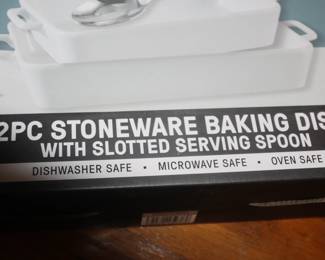 2PC STONEWARE BAKING DIS
WITH SLOTTED SERVING SPOON
DISHWASHER SAFE • MICROWAVE SAFE • OVEN SAFE